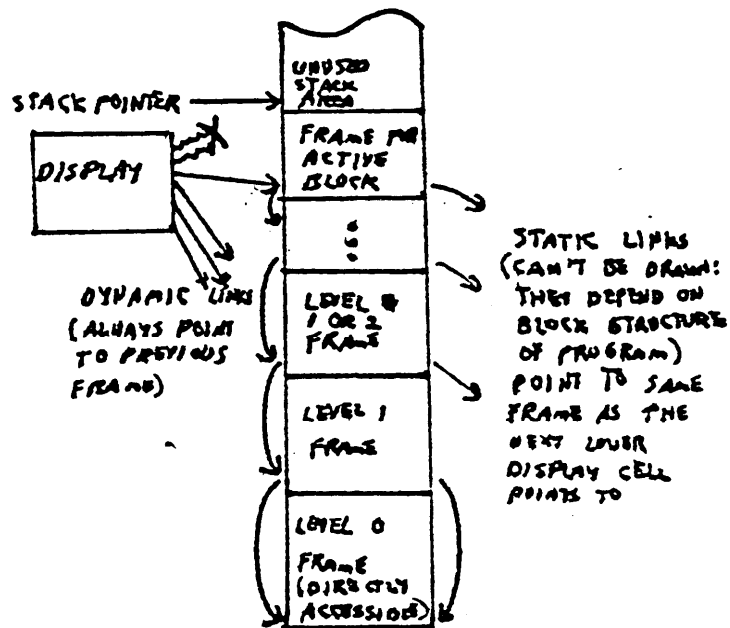 UNUSED
STACK
AREA
STACK POINTER
FRAME FOR
ACTIVE
BLOCK
DISPLAY
STATIC LINKS
(CAN'T BE DRAWN:
THEY DEPEND ON
BLOCK STRUCTURE
OF PROGRAM)
POINT TO SAME
FRAME AS THE
NEXT LOWER
DISPLAY CELL
POINTS TO
DYNAMIC LINKS
(ALWAYS POINT
TO PREVIOUS
FRAME)
LEVEL
1 OR 2
FRAME
LEVEL 1
FRAME
LEVEL 0
FRAME
(DIRECTLY
ACCESSIBLE)